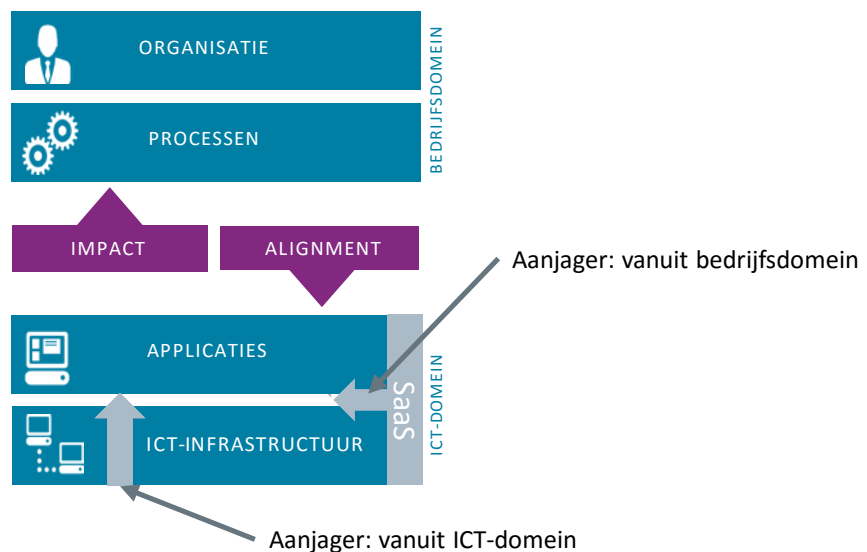 ORGANISATIE
BEDRIJFSDOMEIN
PROCESSEN
IMPACT
ALIGNMENT
Aanjager: vanuit bedrijfsdomein
APPLICATIES
SaaS
ICT-DOMEIN
ICT-INFRASTRUCTUUR
Aanjager: vanuit ICT-domein